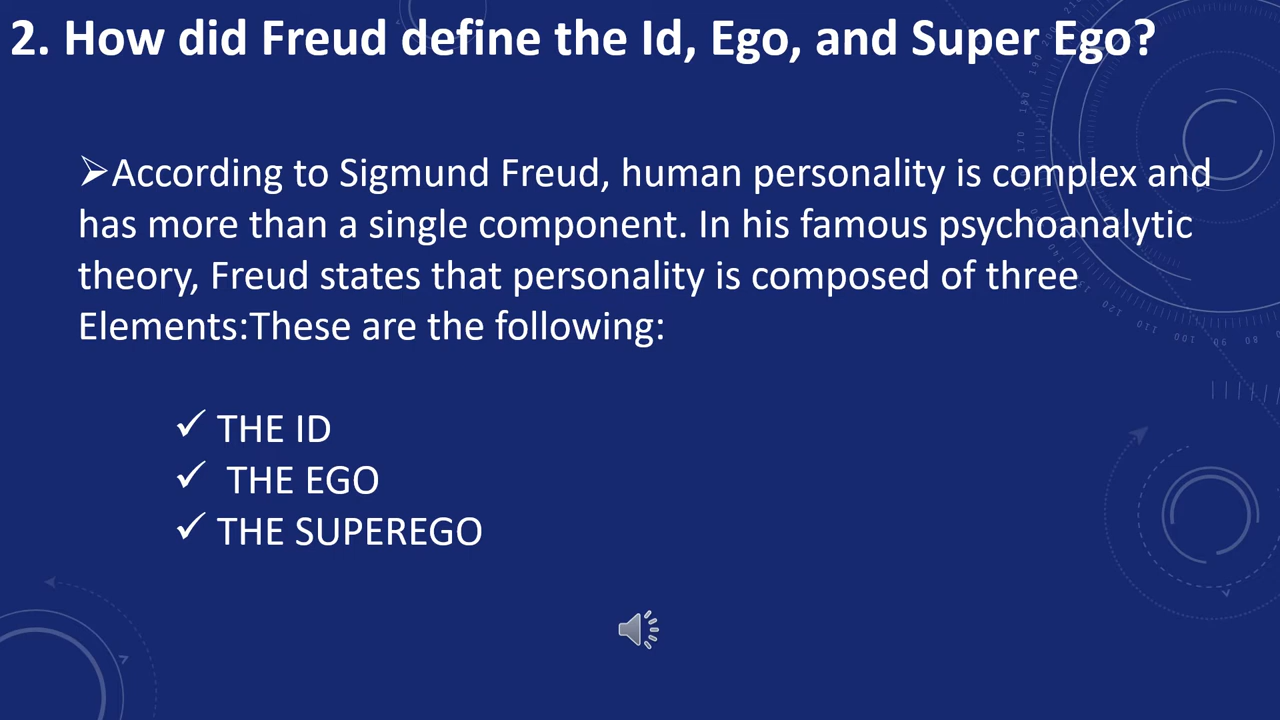 2. How did Freud define the Id, Ego, and Super Ego?
➢According to Sigmund Freud, human personality is complex and
has more than a single component. In his famous psychoanalytic
theory, Freud states that personality is composed of three
Elements:These are the following:
✓ THE ID
✓ THE EGO
✓ THE SUPEREGO